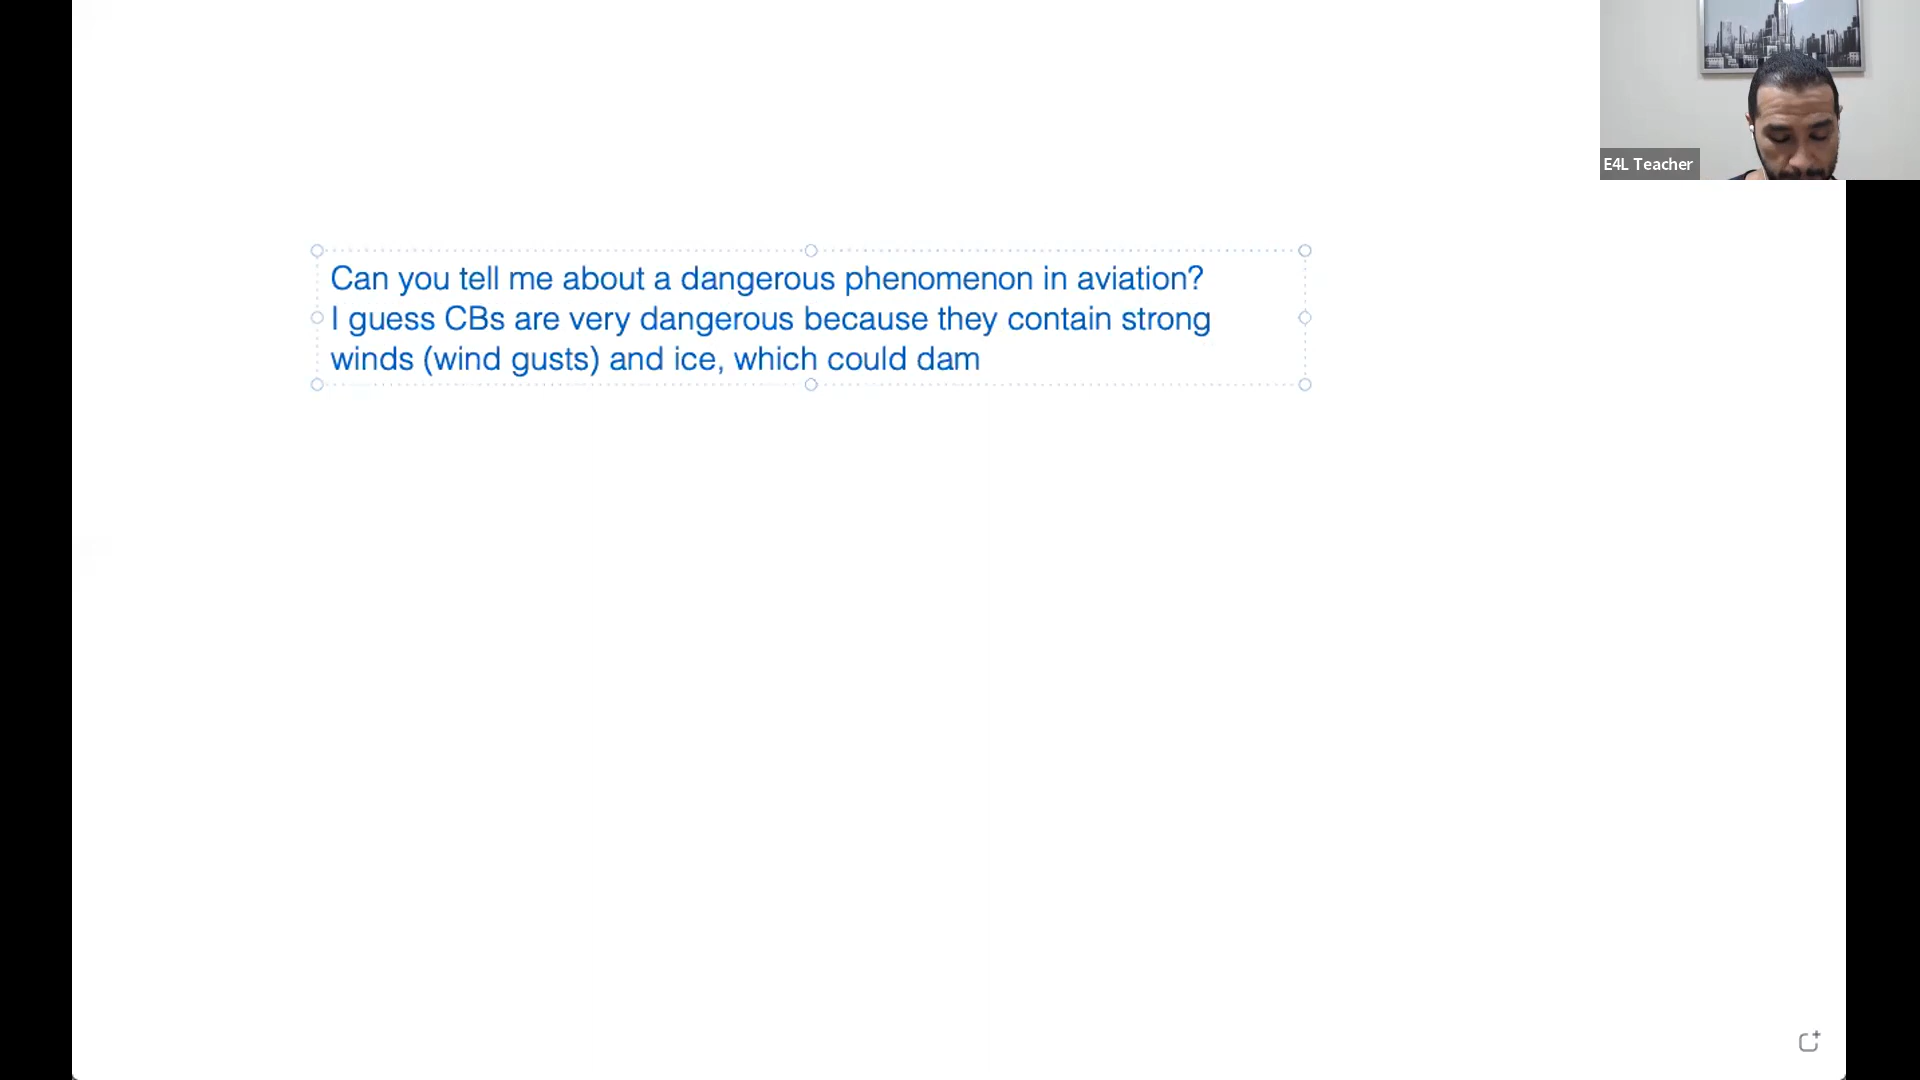 E4L Teacher
Can you tell me about a dangerous phenomenon in aviation?
I guess CBs are very dangerous because they contain strong
winds (wind gusts) and ice, which could dam